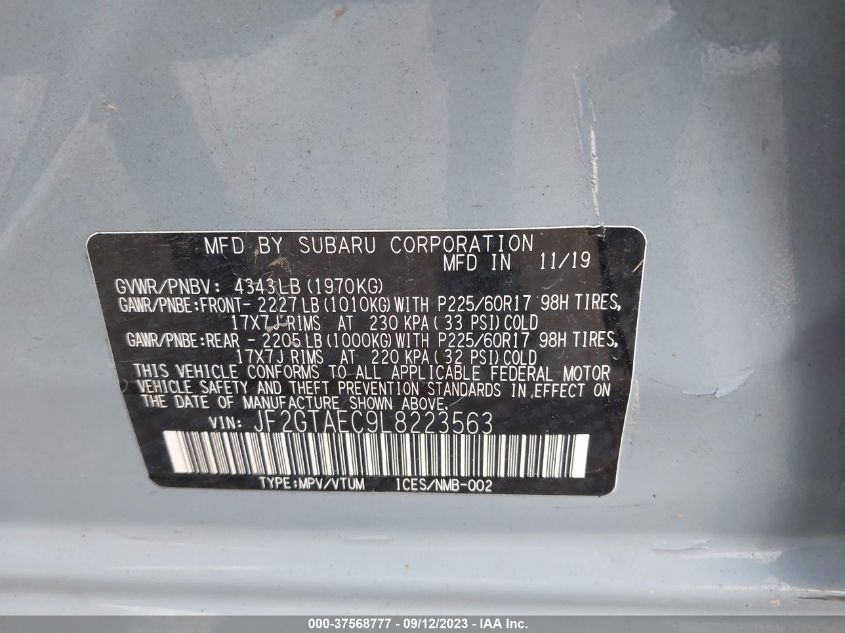 MFD BY SUBARU CORPORATION
MFD IN 11/19
GVWR/PNBV: 4343LB (1970KG)
GAWR/PNBE:FRONT- 2227LB (1010KG) WITH P225/60R17 98H TIRES,
17X7J RIMS AT 230 KPA ( 33 PSI) COLD
GAWR/PNBE:REAR - 2205LB (1000KG) WITH P225/60R17 98H TIRES,
17X7J RIMS AT 220 KPA ( 32 PSI) COLD
THIS VEHICLE CONFORMS TO ALL APPLICABLE FEDERAL MOTOR
VEHICLE SAFETY AND THEFT PREVENTION STANDARDS IN EFFECT ON
THE DATE OF MANUFACTURE SHOWN ABOVE.
VIN: JF2GTAEC9L8223563
TYPE:MPV/VTUM ICES/NMB-002
000-37568777 - 09/12/2023 - IAA Inc.